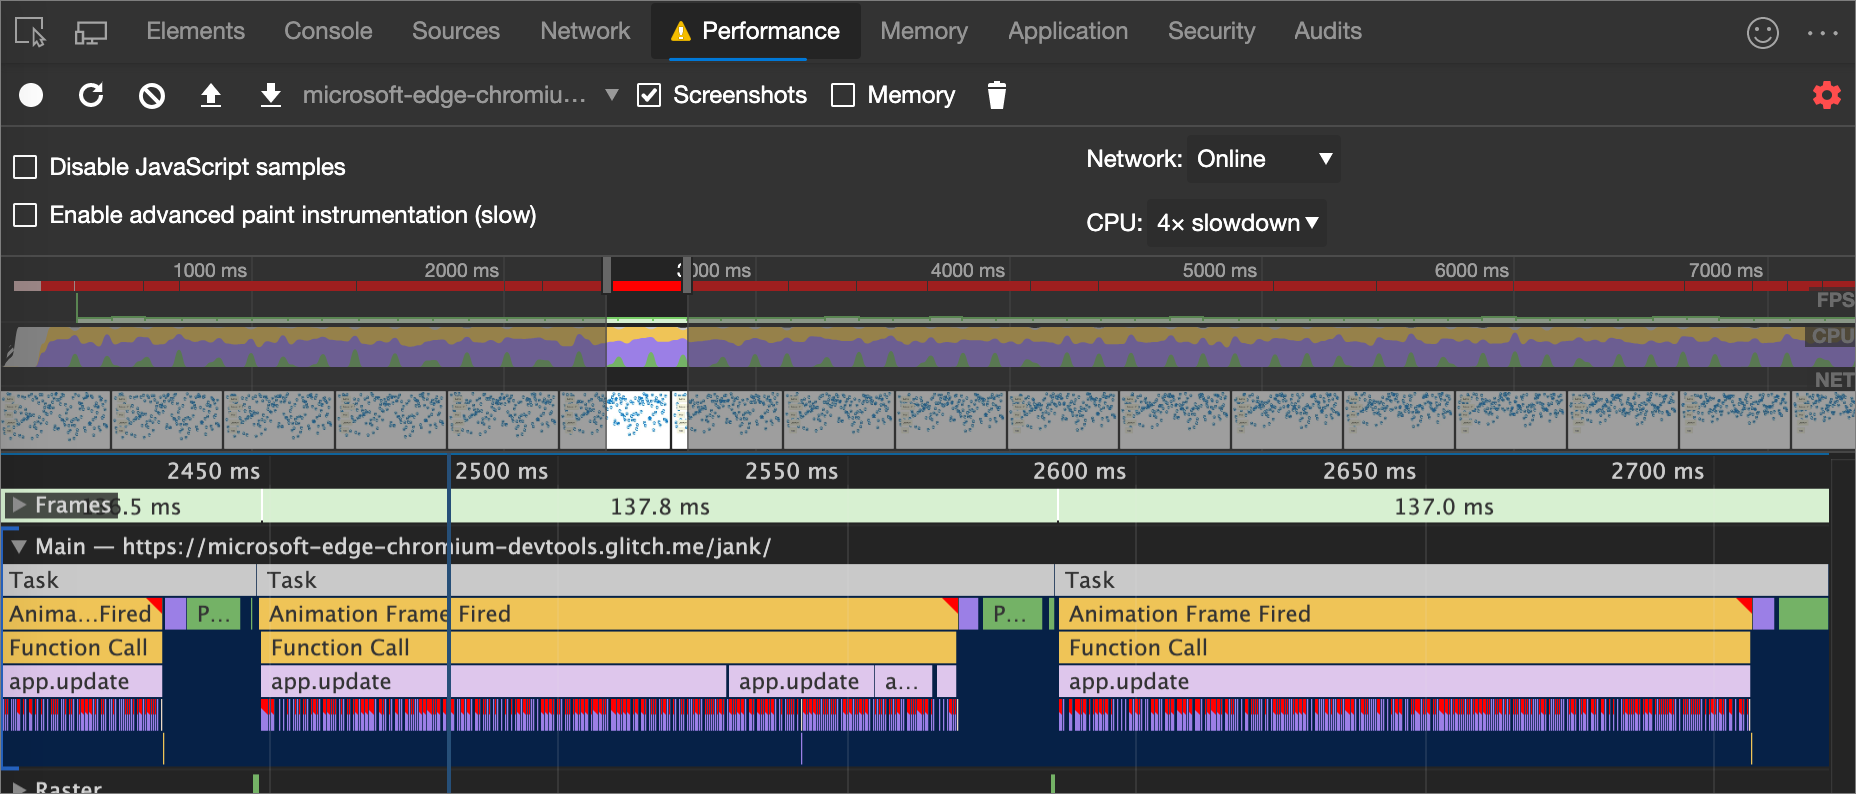 Elements Console Sources Network Performance Memory Application Security Audits
microsoft-edge-chromiu... Screenshots Memory
Disable JavaScript samples
Network: Online
Enable advanced paint instrumentation (slow)
CPU: 4× slowdown
1000 ms 2000 ms 000 ms 4000 ms 5000 ms 6000 ms 7000 ms
FPS
CPU
NET
2450 ms 2500 ms 2550 ms 2600 ms 2650 ms 2700 ms
Frames .5 ms 137.8 ms 137.0 ms
Main — https://microsoft-edge-chromium-devtools.glitch.me/jank/
Task Task Task
Anima...Fired P... Animation Frame Fired P... Animation Frame Fired
Function Call Function Call Function Call
app.update app.update app.update a... app.update
Raster